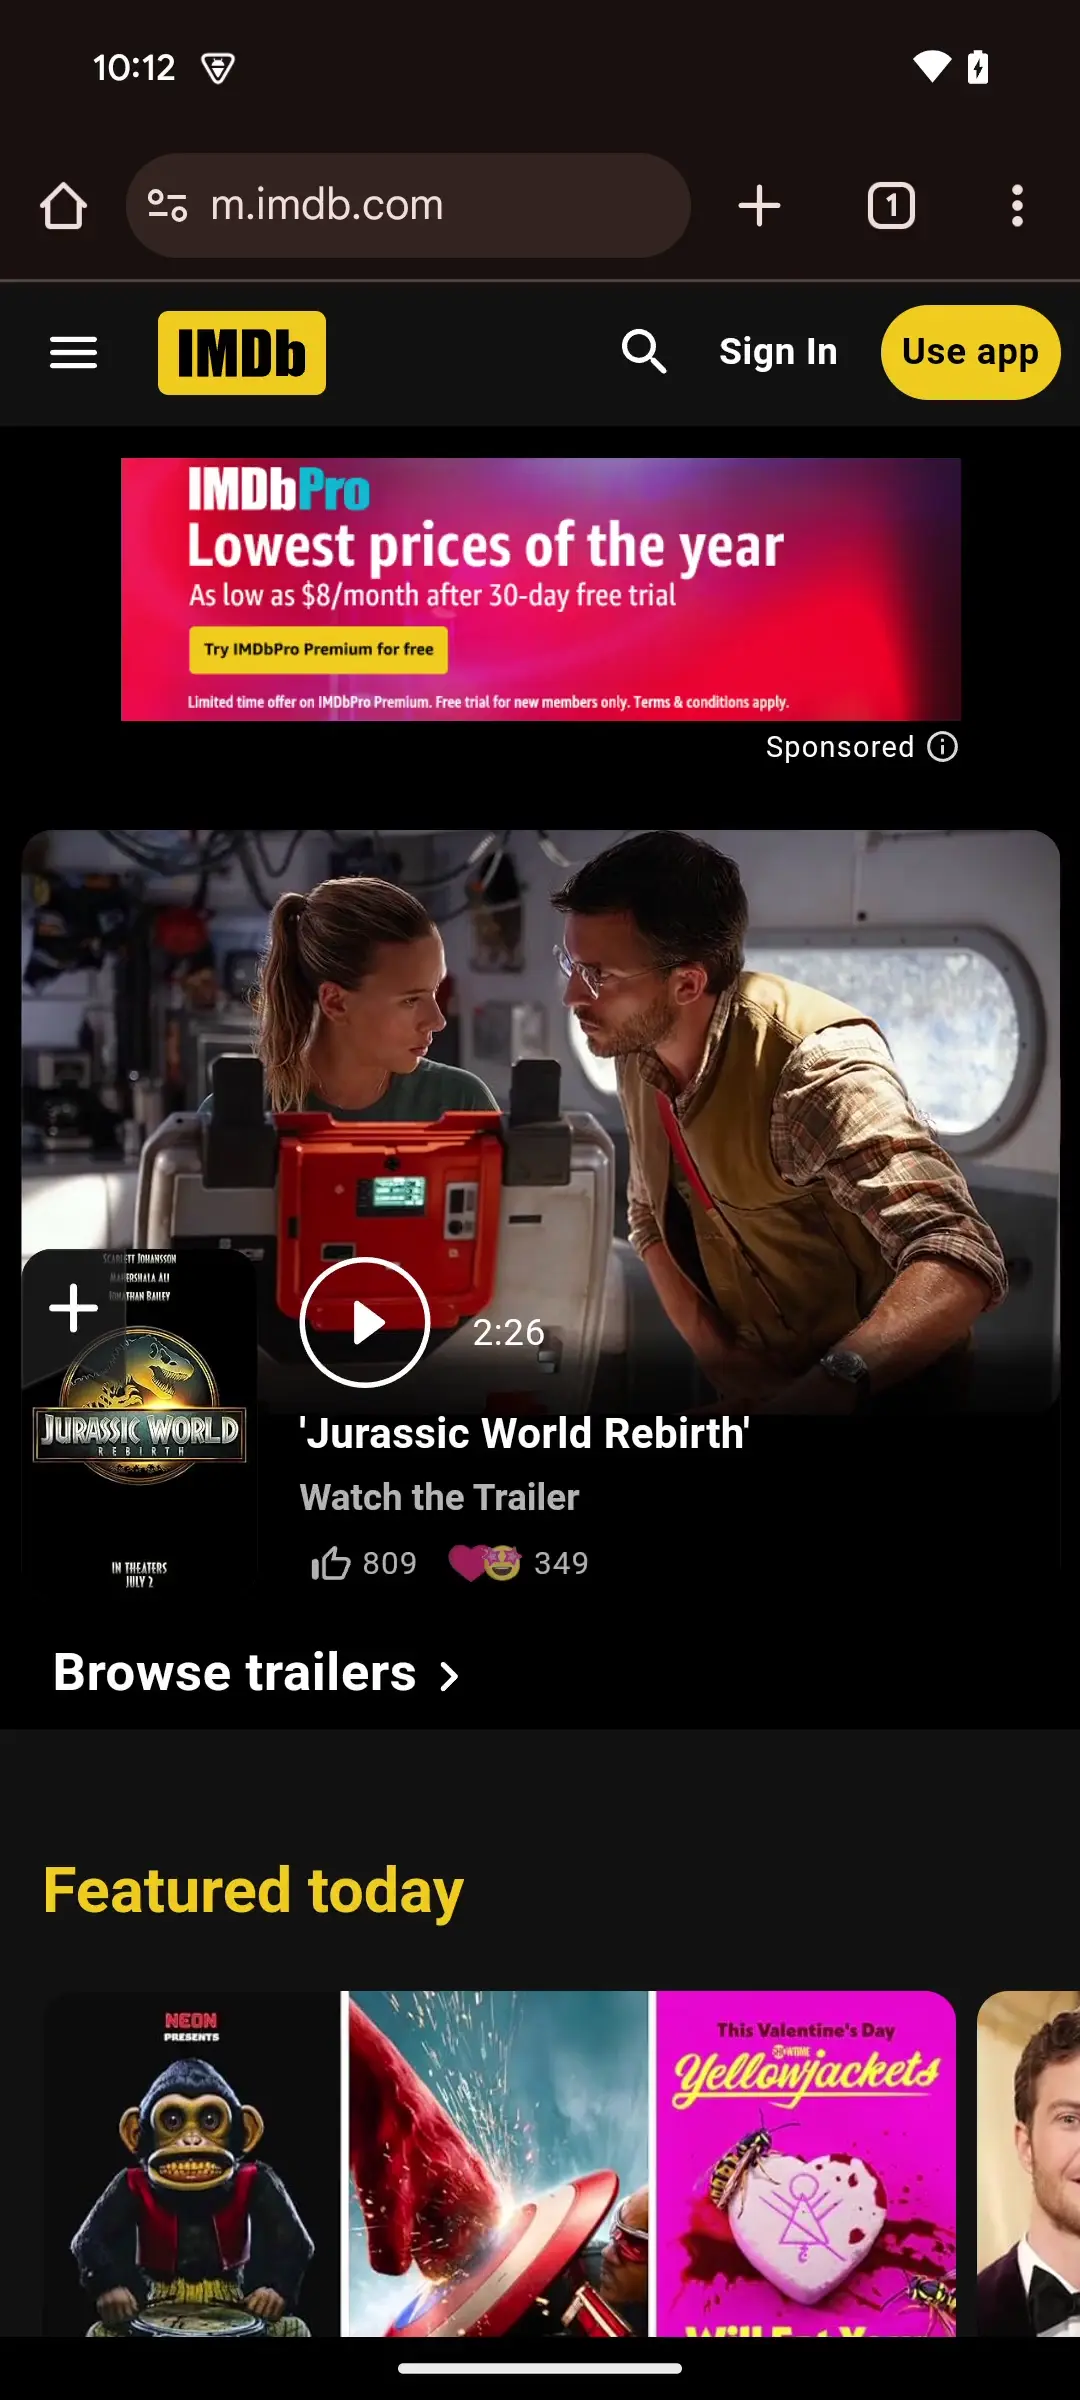 10:12
m.imdb.com
1
IMDb
Sign In
Use app
IMDbPro
Lowest prices of the year
As low as $8/month after 30-day free trial
Try IMDbPro Premium for free
Limited time offer on IMDbPro Premium. Free trial for new members only. Terms & conditions apply.
Sponsored
SCARLETT JOHANSSON
MAHERSHALA ALI
JONATHAN BAILEY
JURASSIC WORLD
REBIRTH
IN THEATERS
JULY 2
2:26
'Jurassic World Rebirth'
Watch the Trailer
809
349
Browse trailers
Featured today
NEON
PRESENTS
This Valentine's Day
SHOWTIME
Yellowjackets